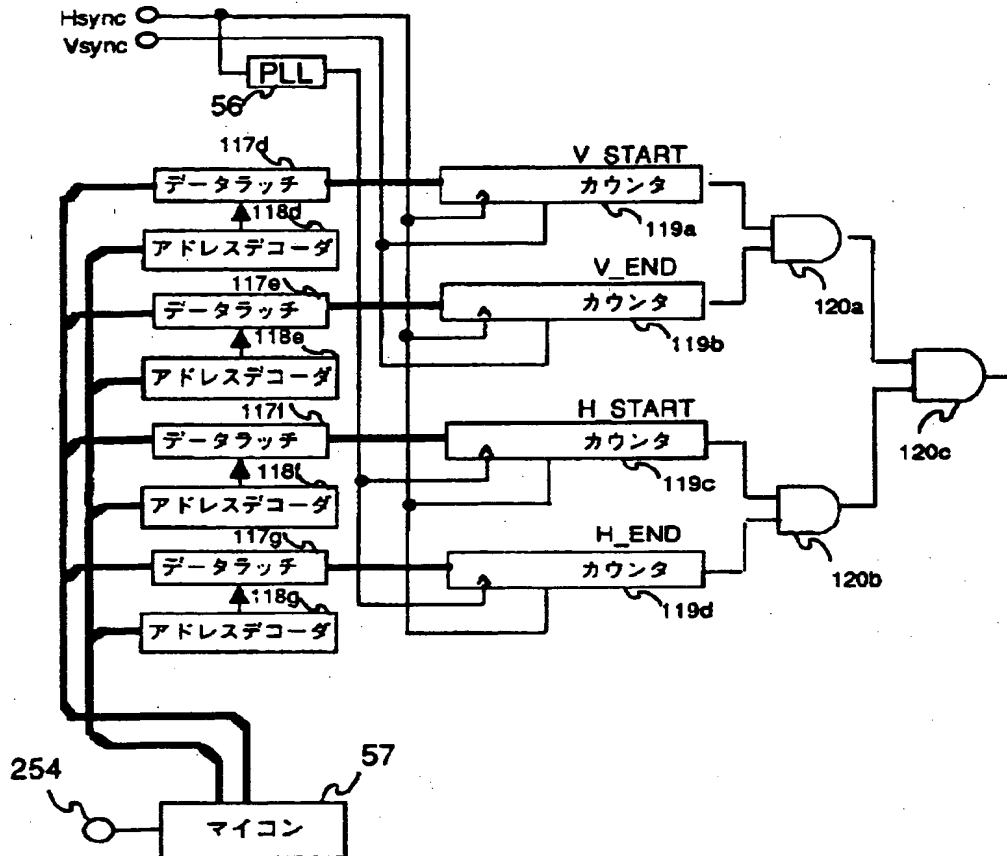 Hsync
Vsync
PLL
56
117d
V_START
データラッチ
カウンタ
118d
119a
アドレスデコーダ
120a
117e
V_END
データラッチ
カウンタ
118e
119b
アドレスデコーダ
120c
117f
H_START
データラッチ
カウンタ
118f
119c
アドレスデコーダ
120b
117g
H_END
データラッチ
カウンタ
118g
119d
アドレスデコーダ
254
57
マイコン